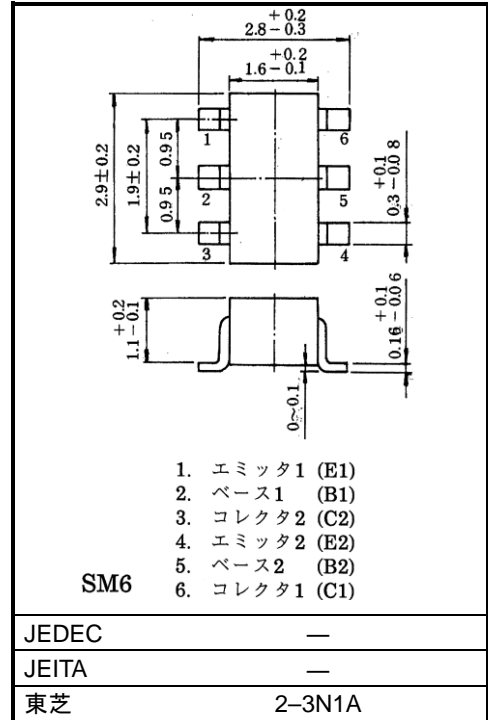 2.8 +0.2 −0.3
1.6 +0.2 −0.1
2.9±0.2
1.9±0.2
0.95
0.95
1
2
3
6
5
4
0.3 +0.1 −0.08
1.1 +0.2 −0.1
0.16 +0.1 −0.06
0~0.1
1. エミッタ1 (E1)
2. ベース1 (B1)
3. コレクタ2 (C2)
4. エミッタ2 (E2)
5. ベース2 (B2)
SM6 6. コレクタ1 (C1)
JEDEC ―
JEITA ―
東芝 2–3N1A